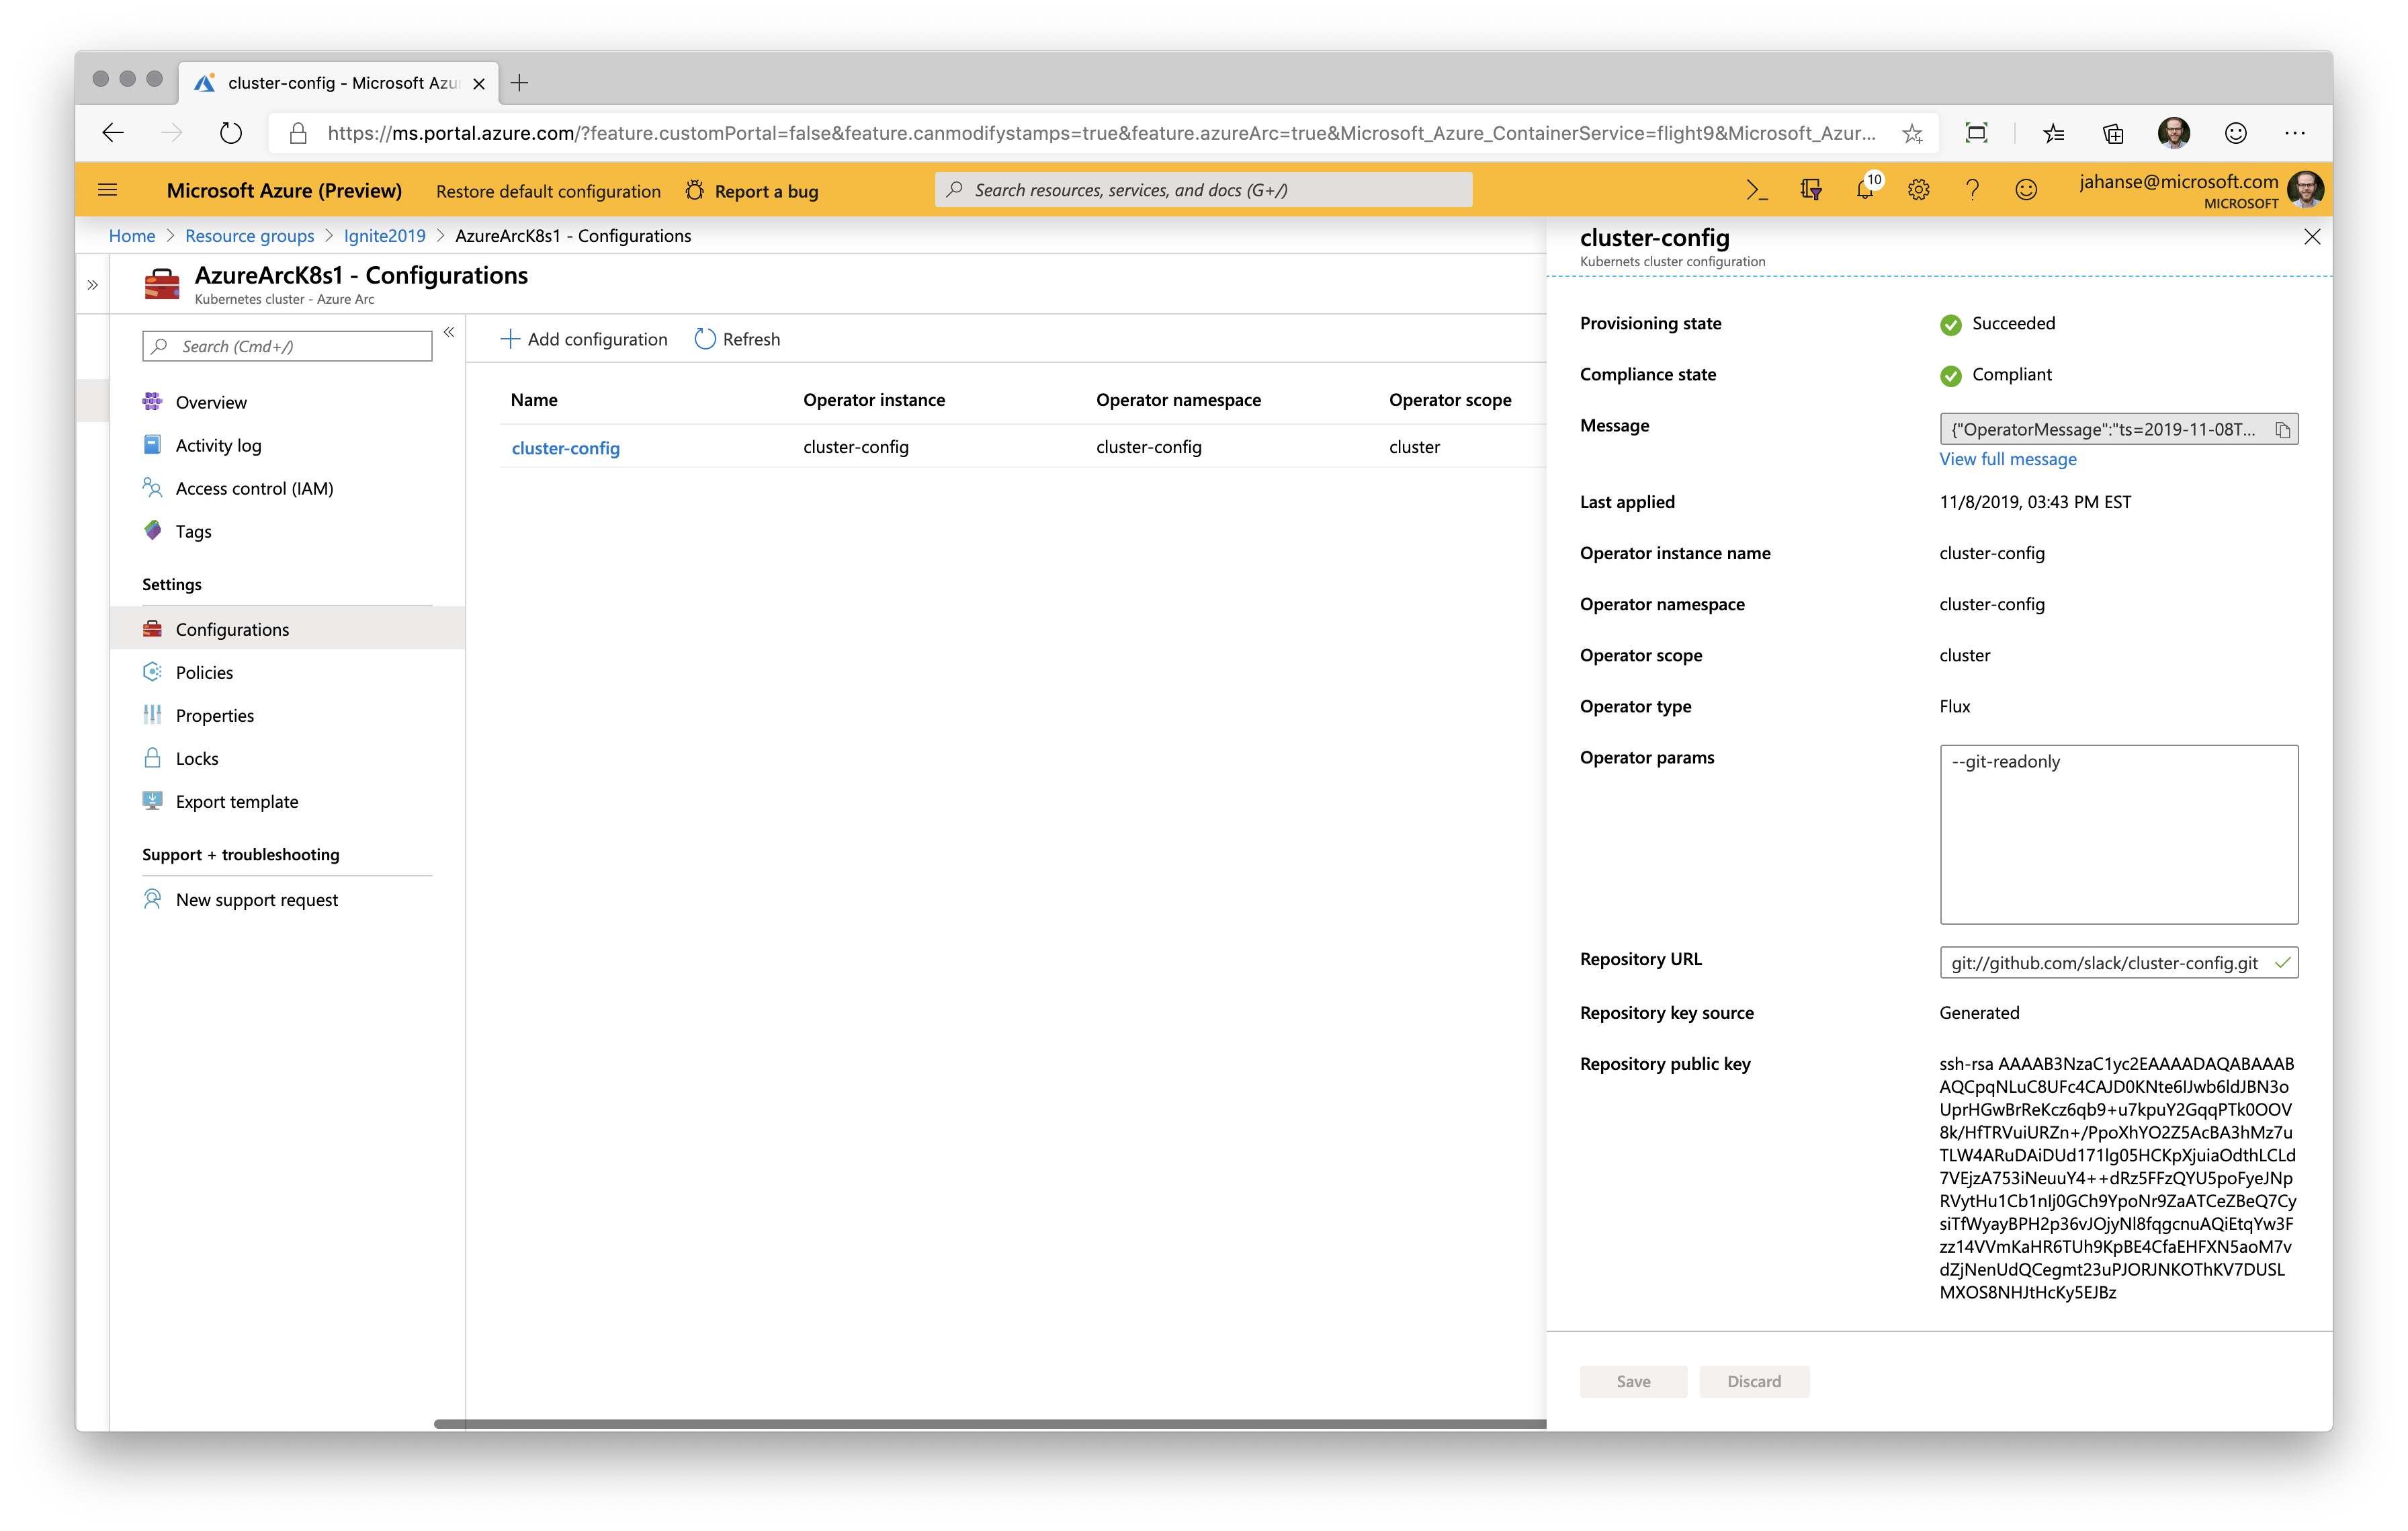 cluster-config - Microsoft Azu
https://ms.portal.azure.com/?feature.customPortal=false&feature.canmodifystamps=true&feature.azureArc=true&Microsoft_Azure_ContainerService=flight9&Microsoft_Azur...
Microsoft Azure (Preview)
Restore default configuration
Report a bug
Search resources, services, and docs (G+/)
10
jahanse@microsoft.com
MICROSOFT
Home > Resource groups > Ignite2019 > AzureArcK8s1 - Configurations
AzureArcK8s1 - Configurations
Kubernetes cluster - Azure Arc
Search (Cmd+/)
Overview
Activity log
Access control (IAM)
Tags
Settings
Configurations
Policies
Properties
Locks
Export template
Support + troubleshooting
New support request
Add configuration
Refresh
Name Operator instance Operator namespace Operator scope
cluster-config cluster-config cluster-config cluster
cluster-config
Kubernets cluster configuration
Provisioning state Succeeded
Compliance state Compliant
Message {"OperatorMessage":"ts=2019-11-08T...
View full message
Last applied 11/8/2019, 03:43 PM EST
Operator instance name cluster-config
Operator namespace cluster-config
Operator scope cluster
Operator type Flux
Operator params --git-readonly
Repository URL git://github.com/slack/cluster-config.git
Repository key source Generated
Repository public key ssh-rsa AAAAB3NzaC1yc2EAAAADAQABAAAB
AQCpqNLuC8UFc4CAJD0KNte6IJwb6ldJBN3o
UprHGwBrReKcz6qb9+u7kpuY2GqqPTk0OOV
8k/HfTRVuiURZn+/PpoXhYO2Z5AcBA3hMz7u
TLW4ARuDAiDUd171lg05HCKpXjuiaOdthLCLd
7VEjzA753iNeuuY4++dRz5FFzQYU5poFyeJNp
RVytHu1Cb1nIj0GCh9YpoNr9ZaATCeZBeQ7Cy
siTfWyayBPH2p36vJOjyNl8fqgcnuAQiEtqYw3F
zz14VVmKaHR6TUh9KpBE4CfaEHFXN5aoM7v
dZjNenUdQCegmt23uPJORJNKOThKV7DUSL
MXOS8NHJtHcKy5EJBz
Save
Discard